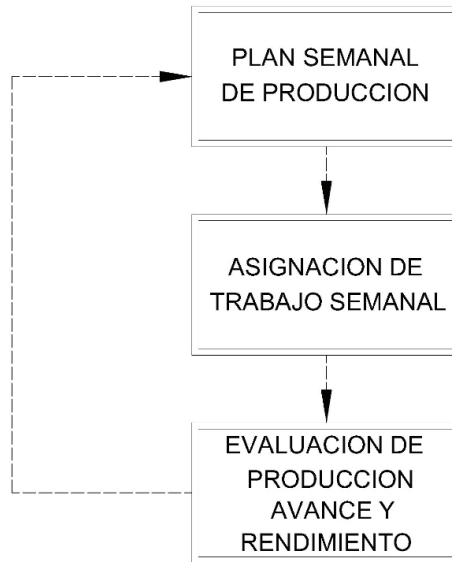 PLAN SEMANAL
DE PRODUCCION
ASIGNACION DE
TRABAJO SEMANAL
EVALUACION DE
PRODUCCION
AVANCE Y
RENDIMIENTO